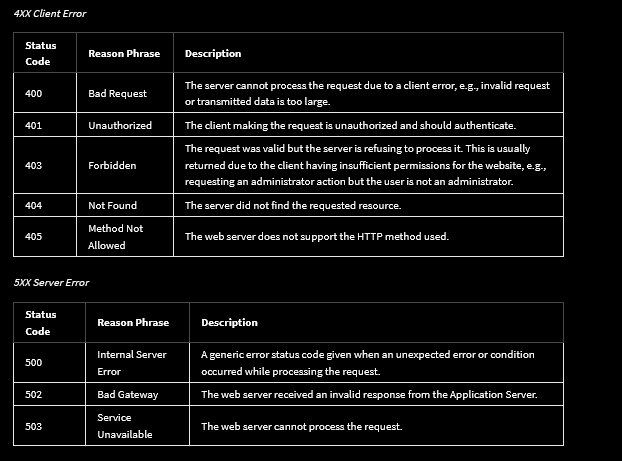 4XX Client Error
Status
Code
Reason Phrase
Description
400
Bad Request
The server cannot process the request due to a client error, e.g., invalid request
or transmitted data is too large.
401
Unauthorized
The client making the request is unauthorized and should authenticate.
403
Forbidden
The request was valid but the server is refusing to process it. This is usually
returned due to the client having insufficient permissions for the website, e.g.,
requesting an administrator action but the user is not an administrator.
404
Not Found
The server did not find the requested resource.
405
Method Not
Allowed
The web server does not support the HTTP method used.
5XX Server Error
Status
Code
Reason Phrase
Description
500
Internal Server
Error
A generic error status code given when an unexpected error or condition
occurred while processing the request.
502
Bad Gateway
The web server received an invalid response from the Application Server.
503
Service
Unavailable
The web server cannot process the request.